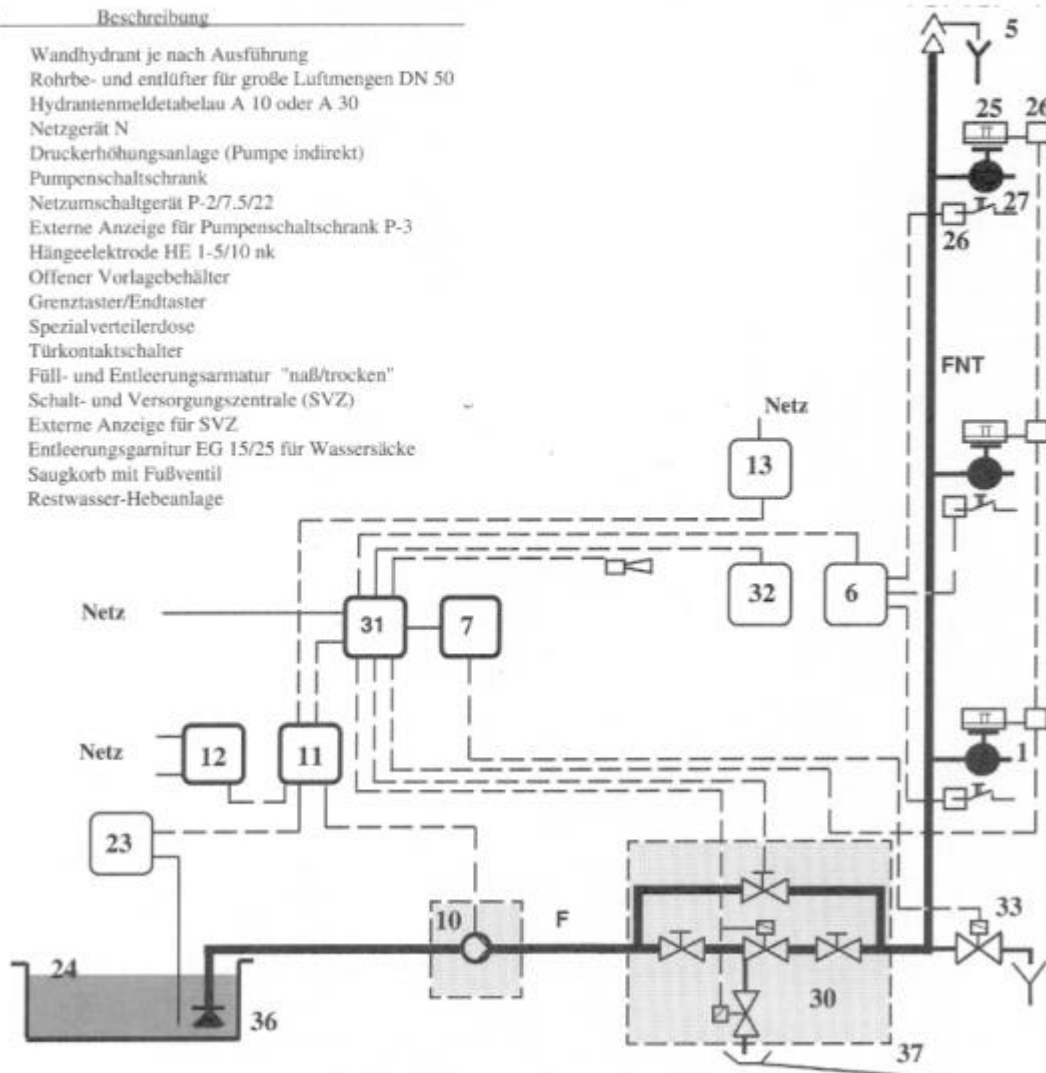 Beschreibung
Wandhydrant je nach Ausführung
Rohrbe- und entlüfter für große Luftmengen DN 50
Hydrantenmeldetabelau A 10 oder A 30
Netzgerät N
Druckerhöhungsanlage (Pumpe indirekt)
Pumpenschaltschrank
Netzumschaltgerät P-2/7.5/22
Externe Anzeige für Pumpenschaltschrank P-3
Hängeelektrode HE 1-5/10 nk
Offener Vorlagebehälter
Grenztaster/Endtaster
Spezialverteilerdose
Türkontaktschalter
Füll- und Entleerungsarmatur "naß/trocken"
Schalt- und Versorgungszentrale (SVZ)
Externe Anzeige für SVZ
Entleerungsgarnitur EG 15/25 für Wassersäcke
Saugkorb mit Fußventil
Restwasser-Hebeanlage
5
25
26
27
26
FNT
Netz
13
32
6
Netz
31
7
Netz
12
11
1
23
10
F
33
24
30
36
37